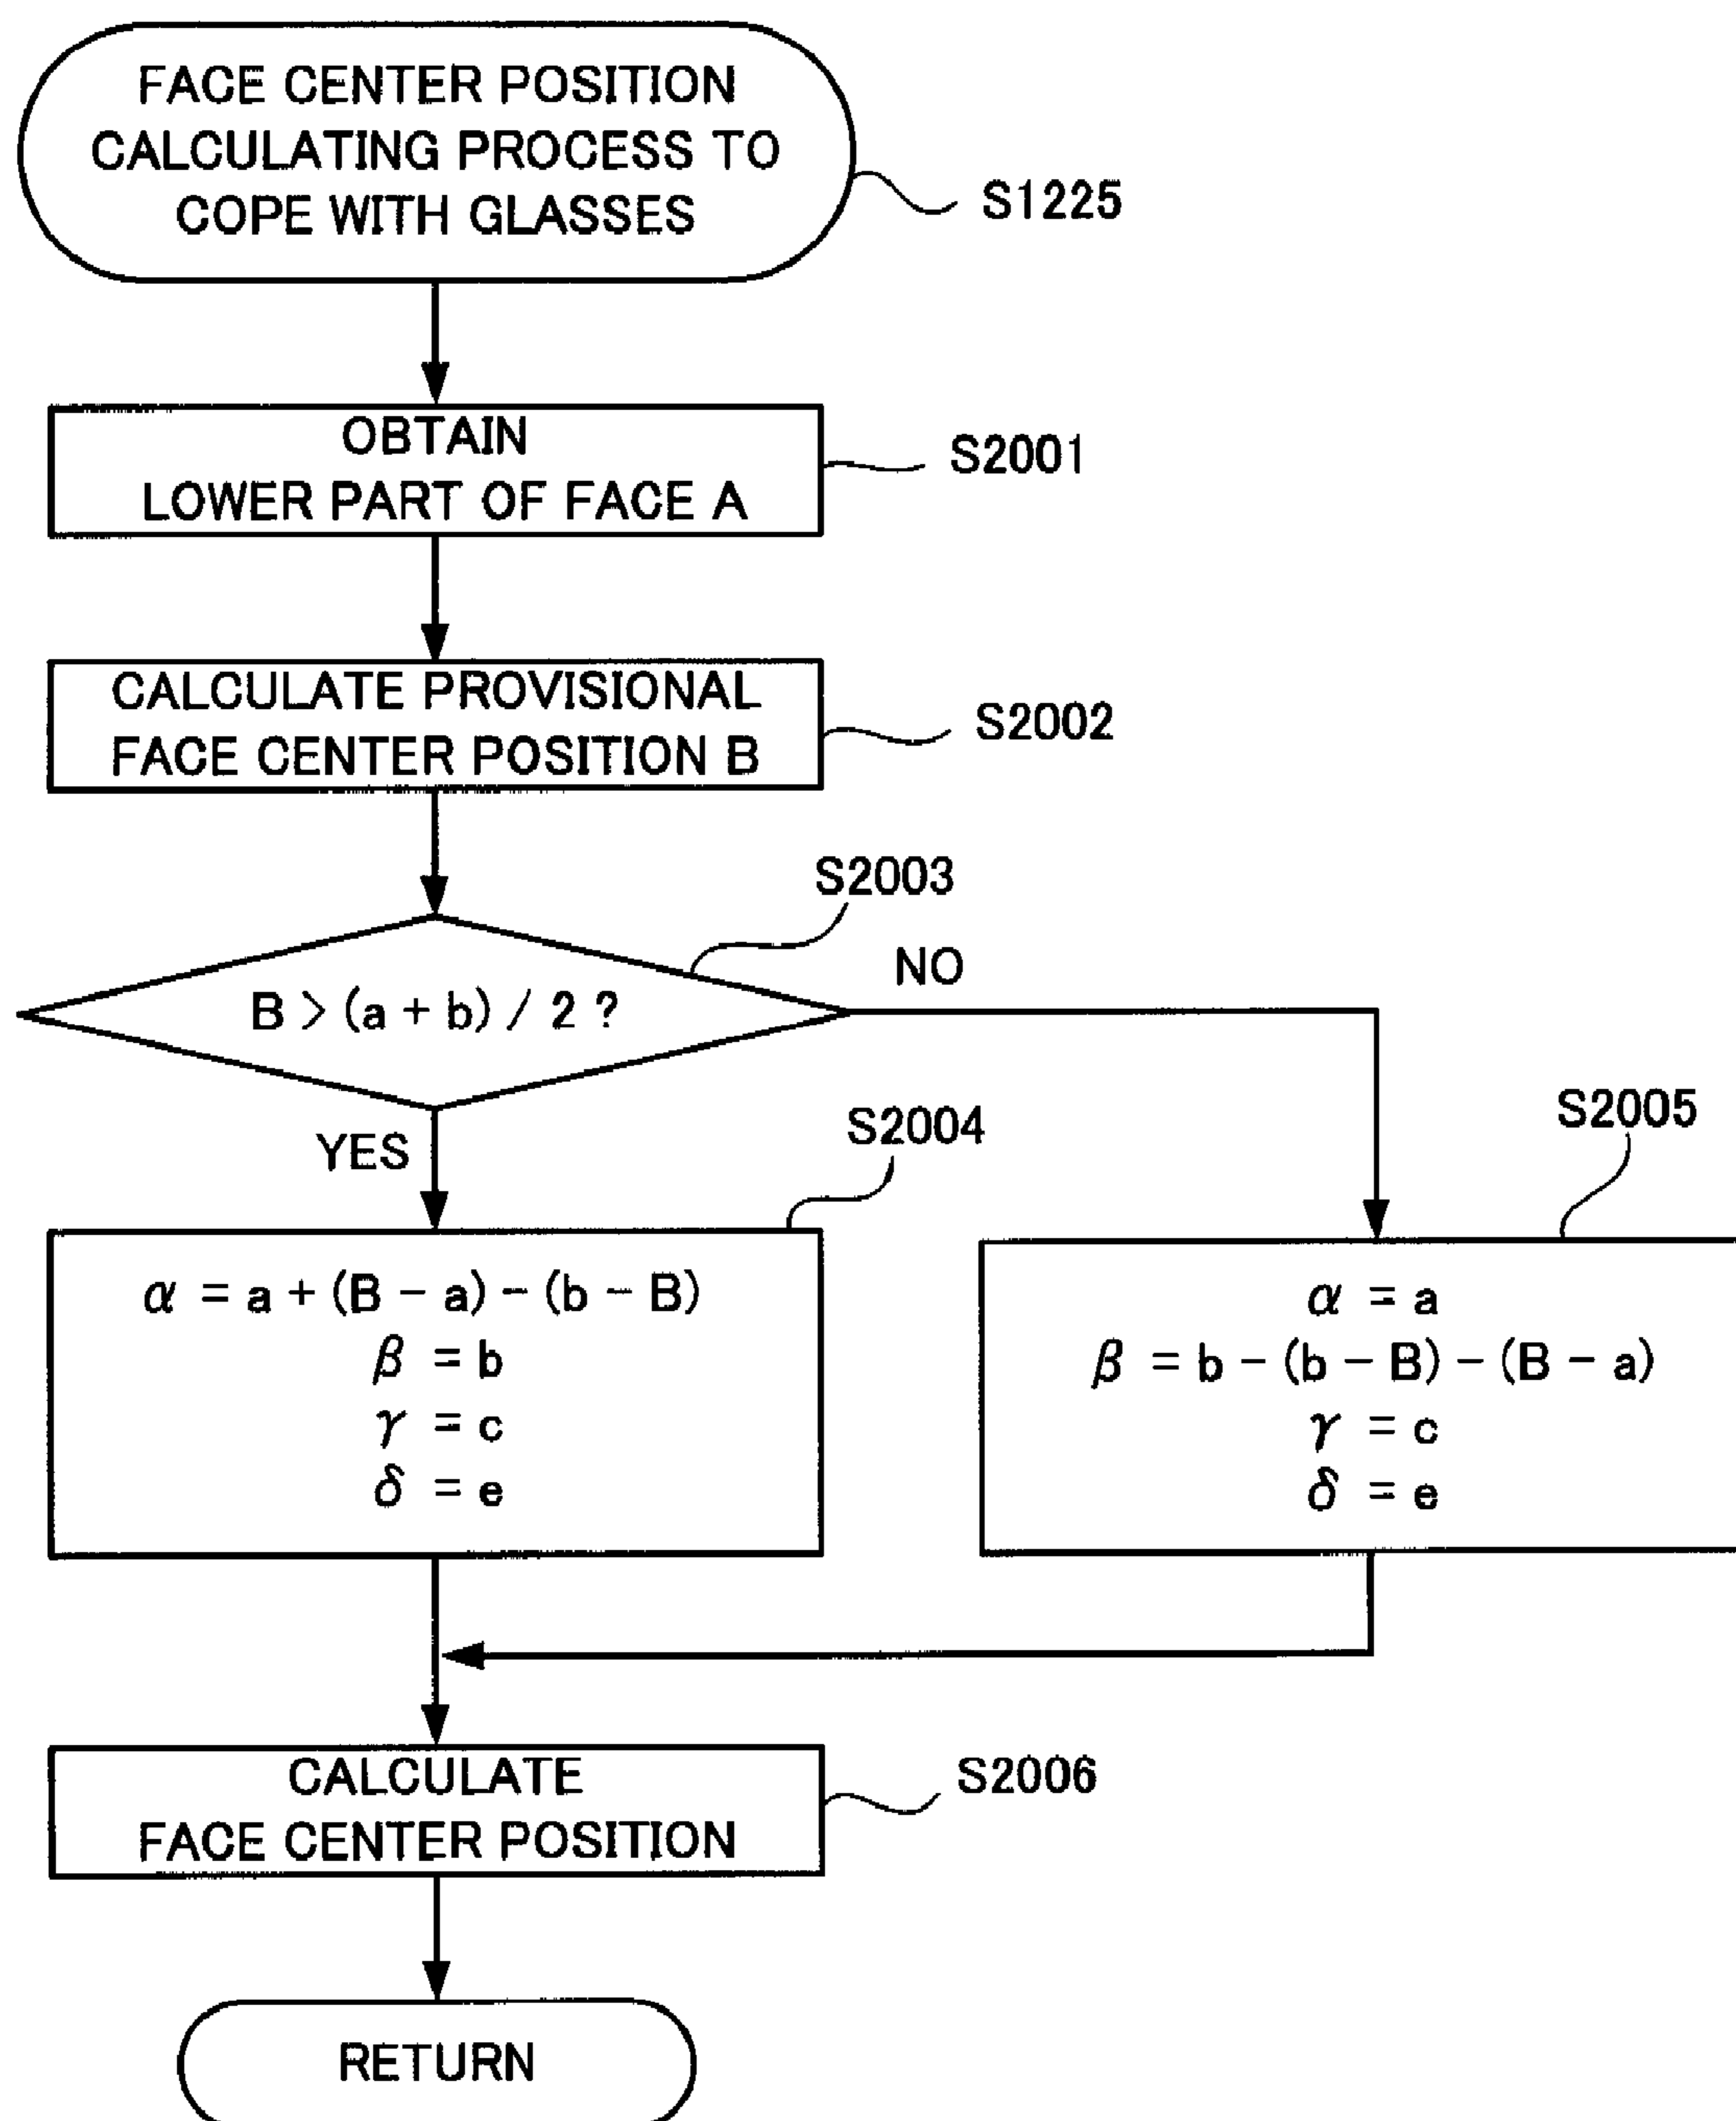 FACE CENTER POSITION
CALCULATING PROCESS TO
COPE WITH GLASSES
S1225
OBTAIN
LOWER PART OF FACE A
S2001
CALCULATE PROVISIONAL
FACE CENTER POSITION B
S2002
S2003
B > (a + b) / 2 ?
NO
YES
S2004
α = a + (B - a) - (b - B)
β = b
γ = c
δ = e
S2005
α = a
β = b - (b - B) - (B - a)
γ = c
δ = e
CALCULATE
FACE CENTER POSITION
S2006
RETURN